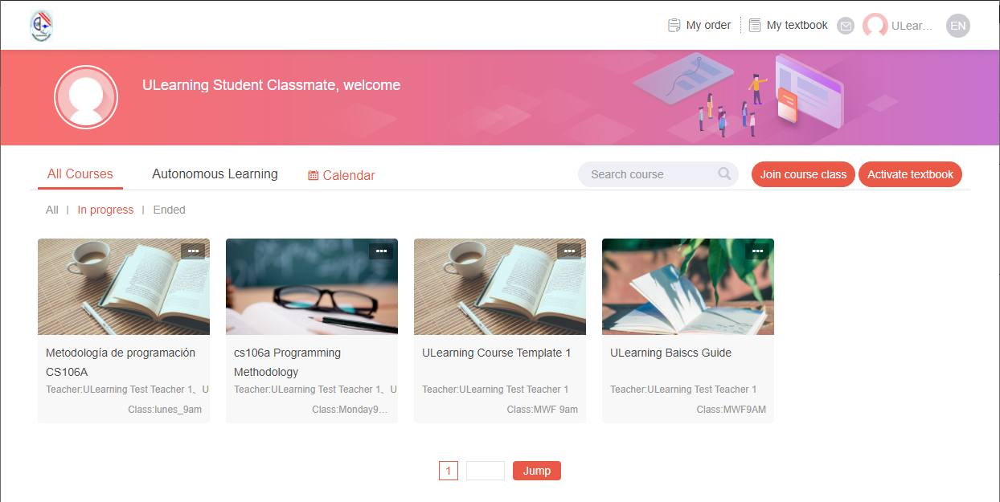 My order
My textbook
ULear...
EN
ULearning Student Classmate, welcome
All Courses
Autonomous Learning
Calendar
Search course
Join course class
Activate textbook
All | In progress | Ended
Metodología de programación
CS106A
Teacher:ULearning Test Teacher 1、U
Class:lunes_9am
cs106a Programming
Methodology
Teacher:ULearning Test Teacher 1、U
Class:Monday9...
ULearning Course Template 1
Teacher:ULearning Test Teacher 1
Class:MWF 9am
ULearning Baiscs Guide
Teacher:ULearning Test Teacher 1
Class:MWF9AM
1
Jump